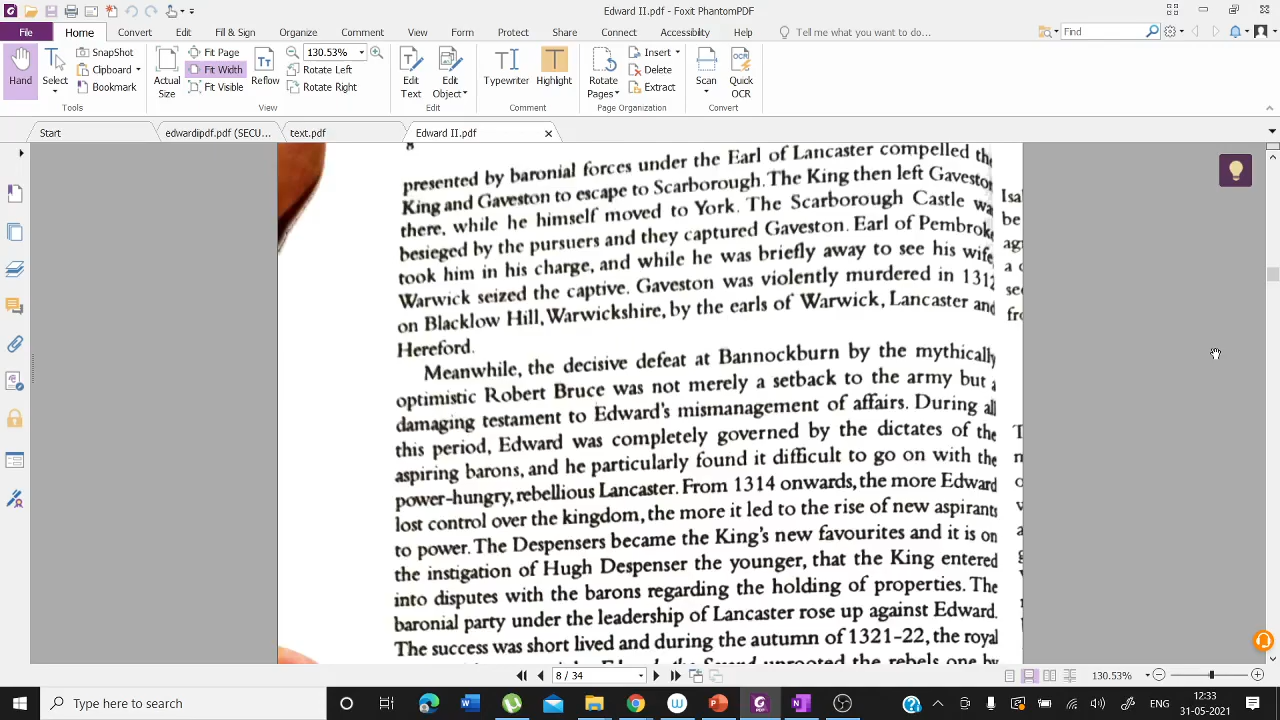 Edward II.pdf - Foxit PhantomPDF
File Home Convert Edit Fill & Sign Organize Comment View Form Protect Share Connect Accessibility Help Tell me what you want to do.. Find
Hand
Select
SnapShot
Clipboard
Bookmark
Tools
Actual Size
Fit Page
Fit Width
Fit Visible
Reflow
130.53%
Rotate Left
Rotate Right
View
Edit Text
Edit Object
Edit
Typewriter
Highlight
Comment
Rotate Pages
Insert
Delete
Extract
Page Organization
Scan
Quick OCR
Convert
Start edwardipdf.pdf (SECU... text.pdf Edward II.pdf
8
presented by baronial forces under the Earl of Lancaster compelled the
King and Gaveston to escape to Scarborough. The King then left Gaveston
there, while he himself moved to York. The Scarborough Castle wa
besieged by the pursuers and they captured Gaveston. Earl of Pembroke
took him in his charge, and while he was briefly away to see his wife,
Warwick seized the captive. Gaveston was violently murdered in 1312
on Blacklow Hill, Warwickshire, by the earls of Warwick, Lancaster and
Hereford.
Meanwhile, the decisive defeat at Bannockburn by the mythically
optimistic Robert Bruce was not merely a setback to the army but a
damaging testament to Edward's mismanagement of affairs. During all
this period, Edward was completely governed by the dictates of the
aspiring barons, and he particularly found it difficult to go on with the
power-hungry, rebellious Lancaster. From 1314 onwards, the more Edward
lost control over the kingdom, the more it led to the rise of new aspirants
to power. The Despensers became the King's new favourites and it is on
the instigation of Hugh Despenser the younger, that the King entered
into disputes with the barons regarding the holding of properties. The
baronial party under the leadership of Lancaster rose up against Edward.
The success was short lived and during the autumn of 1321-22, the royal
Edward the Second uprooted the rebels one by
Isa
be
ag
a
se
fr
8 / 34
130.53%
Type here to search
ENG
12:33
31-05-2021